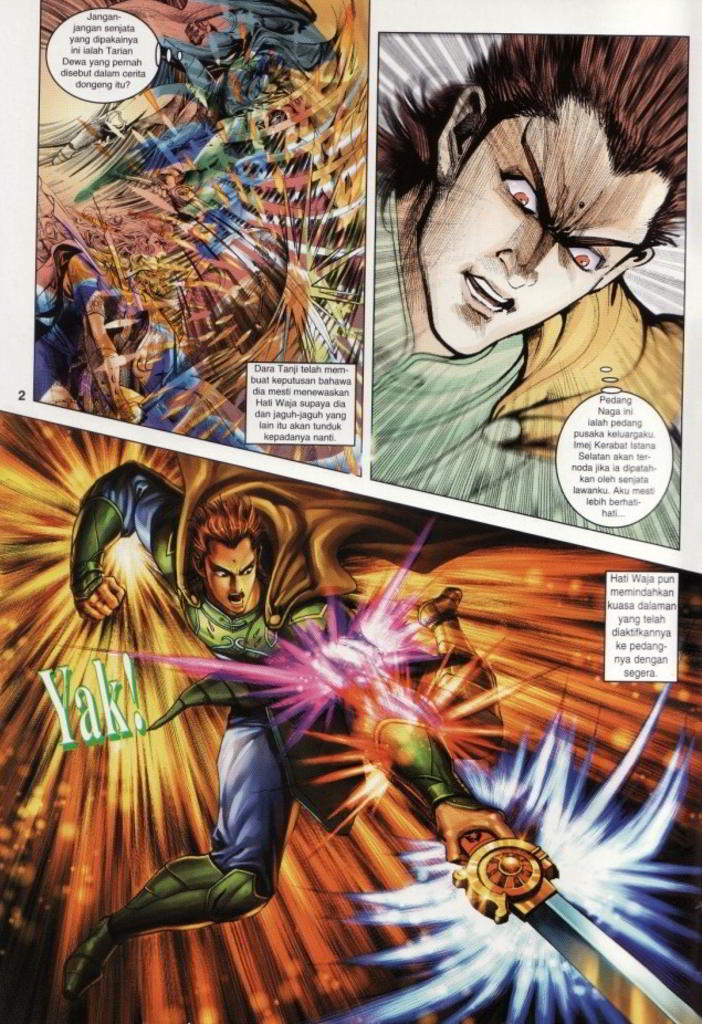 Jangan-
jangan senjata
yang dipakainya
ini ialah Tarian
Dewa yang pernah
disebut dalam cerita
dongeng itu?
Dara Tanji telah mem-
buat keputusan bahawa
dia mesti menewaskan
Hati Waja supaya dia
dan jaguh-jaguh yang
lain itu akan tunduk
kepadanya nanti.
Pedang
Naga ini
ialah pedang
pusaka keluargaku.
Imej Kerabat Istana
Selatan akan ter-
noda jika ia dipatah-
kan oleh senjata
lawanku. Aku mesti
lebih berhati-
hati...
2
Hati Waja pun
memindahkan
kuasa dalaman
yang telah
diaktifkannya
ke pedang-
nya dengan
segera.
Yak!